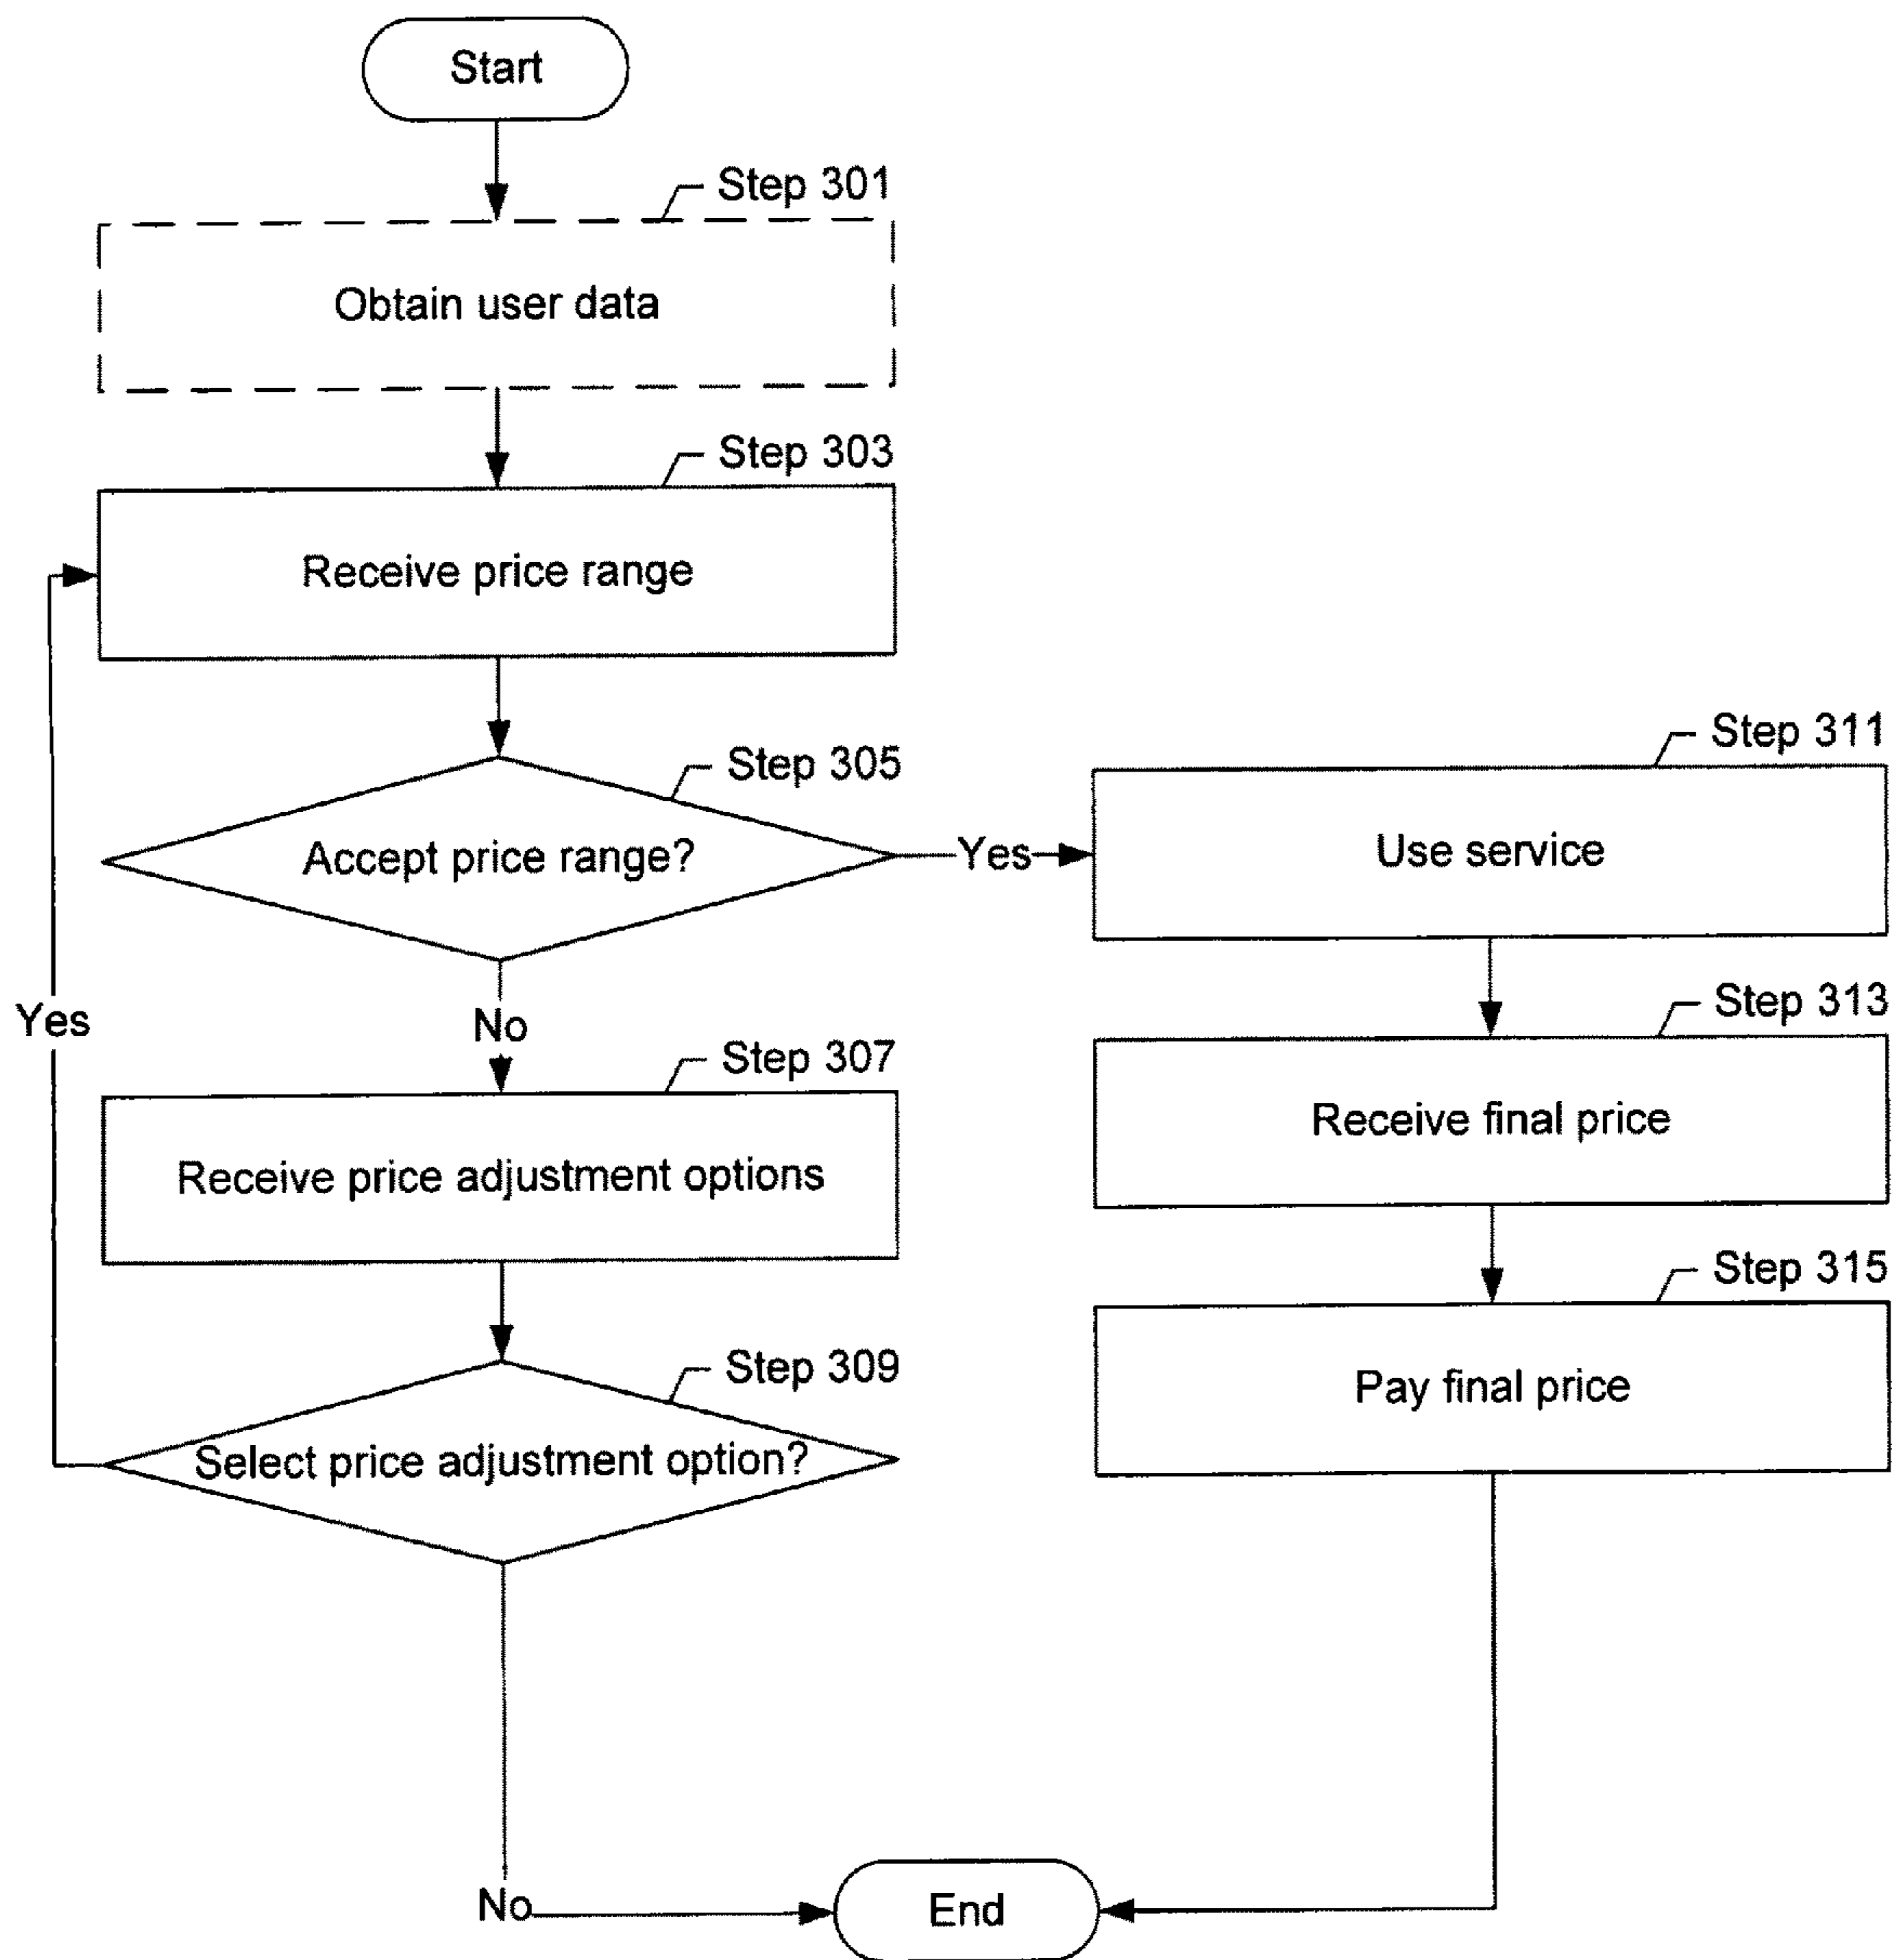 Start
Step 301
Obtain user data
Step 303
Receive price range
Step 305
Accept price range?
Yes
Step 311
Use service
No
Yes
Step 307
Receive price adjustment options
Step 313
Receive final price
Step 309
Select price adjustment option?
Step 315
Pay final price
No
End